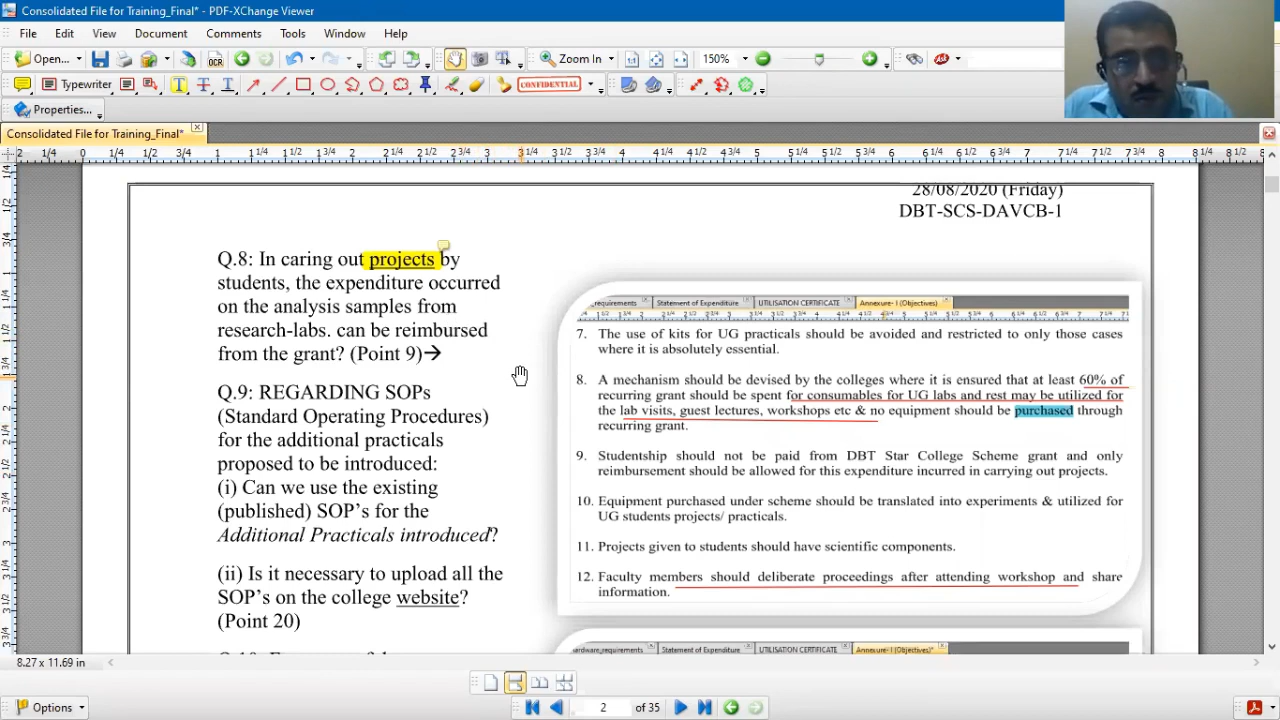 Consolidated File for Training_Final* - PDF-XChange Viewer
File Edit View Document Comments Tools Window Help
Open... OCR Zoom In 150%
Typewriter CONFIDENTIAL
Properties...
Consolidated File for Training_Final*
28/08/2020 (Friday)
DBT-SCS-DAVCB-1
Q.8: In caring out projects by
students, the expenditure occurred
on the analysis samples from
research-labs. can be reimbursed
from the grant? (Point 9)→
Q.9: REGARDING SOPs
(Standard Operating Procedures)
for the additional practicals
proposed to be introduced:
(i) Can we use the existing
(published) SOP’s for the
Additional Practicals introduced?
(ii) Is it necessary to upload all the
SOP’s on the college website?
(Point 20)
requirements Statement of Expenditure UTILISATION CERTIFICATE Annexure- I (Objectives)
7. The use of kits for UG practicals should be avoided and restricted to only those cases
where it is absolutely essential.
8. A mechanism should be devised by the colleges where it is ensured that at least 60% of
recurring grant should be spent for consumables for UG labs and rest may be utilized for
the lab visits, guest lectures, workshops etc & no equipment should be purchased through
recurring grant.
9. Studentship should not be paid from DBT Star College Scheme grant and only
reimbursement should be allowed for this expenditure incurred in carrying out projects.
10. Equipment purchased under scheme should be translated into experiments & utilized for
UG students projects/ practicals.
11. Projects given to students should have scientific components.
12. Faculty members should deliberate proceedings after attending workshop and share
information.
hardware_requirements Statement of Expenditure UTILISATION CERTIFICATE Annexure- I (Objectives)*
8.27 x 11.69 in
2 of 35
Options